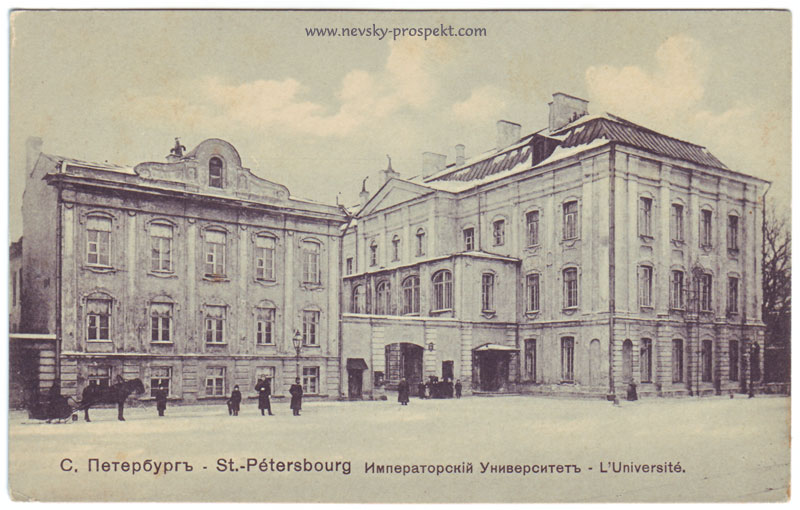 www.nevsky-prospekt.com
С. Петербургъ - St.-Pétersbourg Императорскій Университетъ - L'Université.